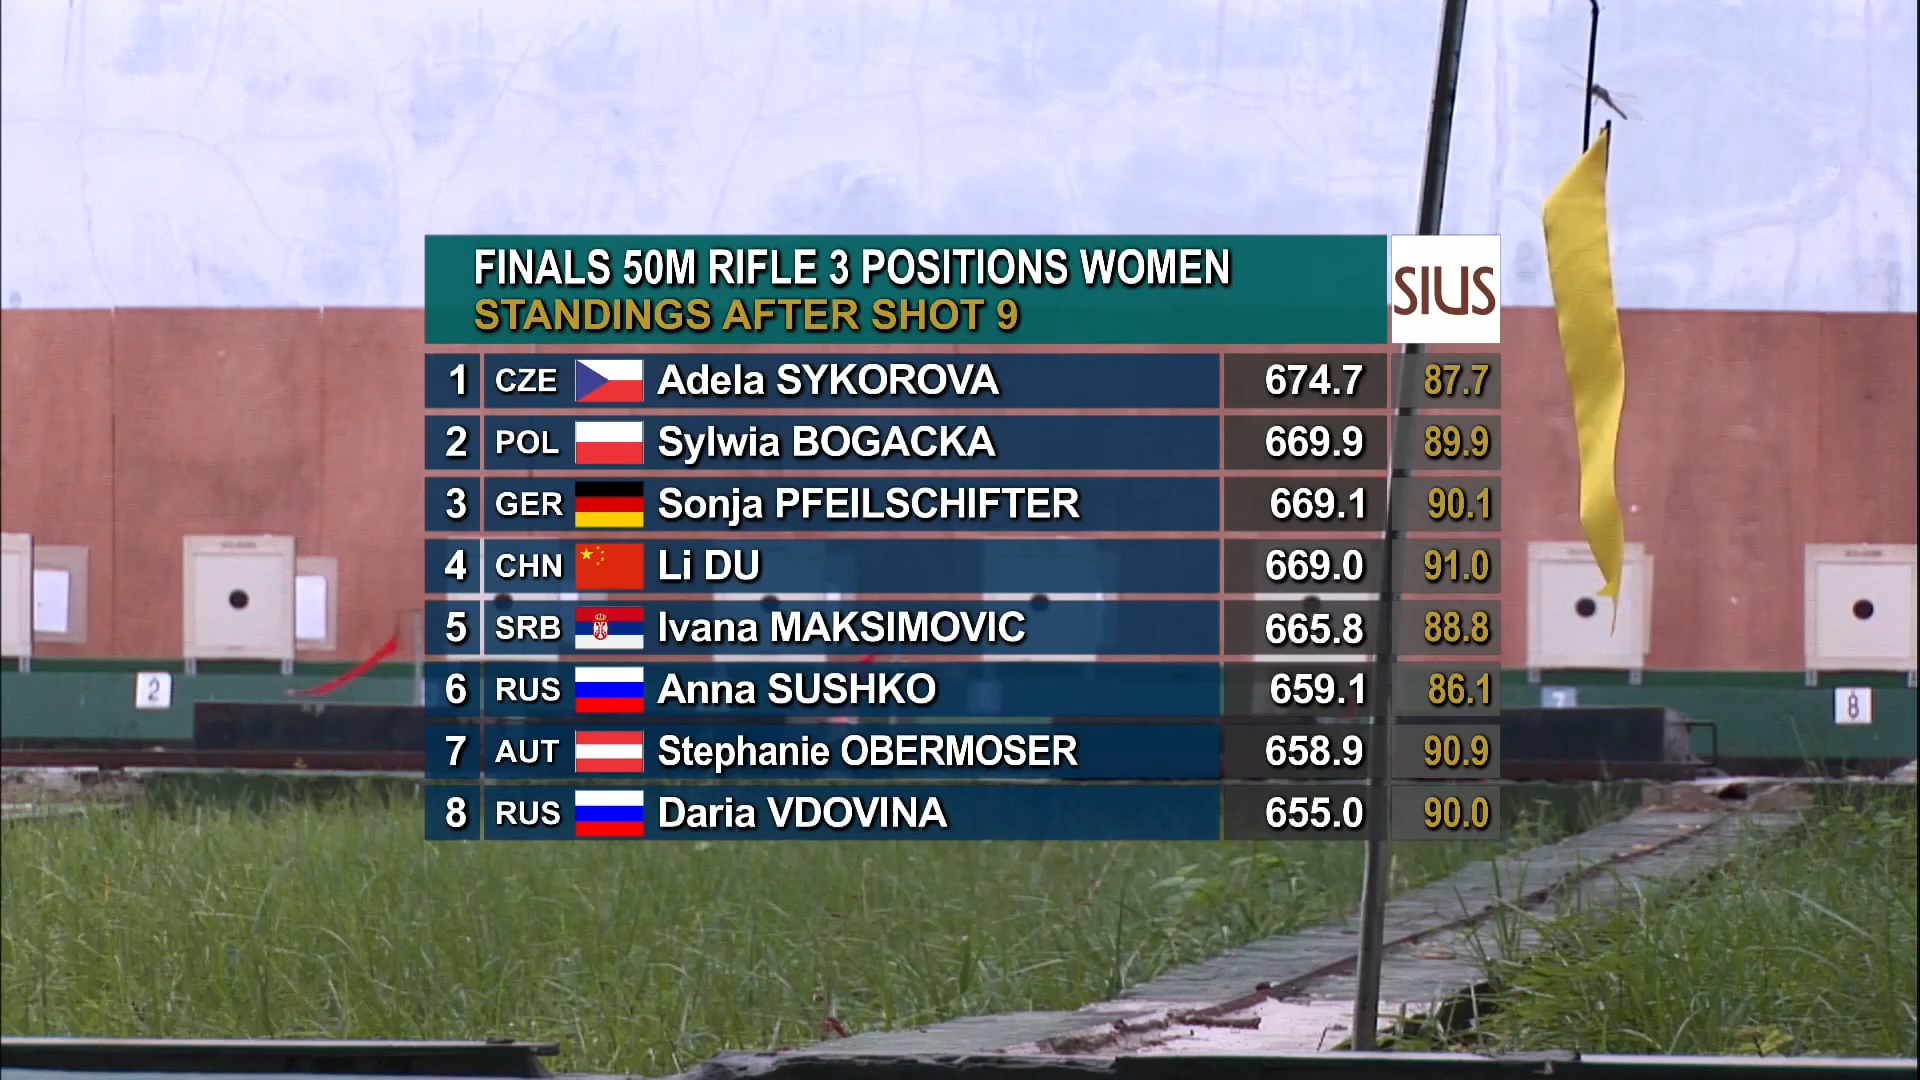 FINALS 50M RIFLE 3 POSITIONS WOMEN
STANDINGS AFTER SHOT 9
SIUS
1 CZE Adela SYKOROVA 674.7 87.7
2 POL Sylwia BOGACKA 669.9 89.9
3 GER Sonja PFEILSCHIFTER 669.1 90.1
4 CHN Li DU 669.0 91.0
5 SRB Ivana MAKSIMOVIC 665.8 88.8
6 RUS Anna SUSHKO 659.1 86.1
7 AUT Stephanie OBERMOSER 658.9 90.9
8 RUS Daria VDOVINA 655.0 90.0
2
7
8